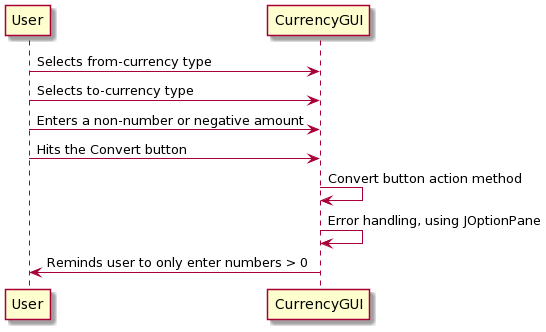 User
CurrencyGUI
Selects from-currency type
Selects to-currency type
Enters a non-number or negative amount
Hits the Convert button
Convert button action method
Error handling, using JOptionPane
Reminds user to only enter numbers > 0
User
CurrencyGUI